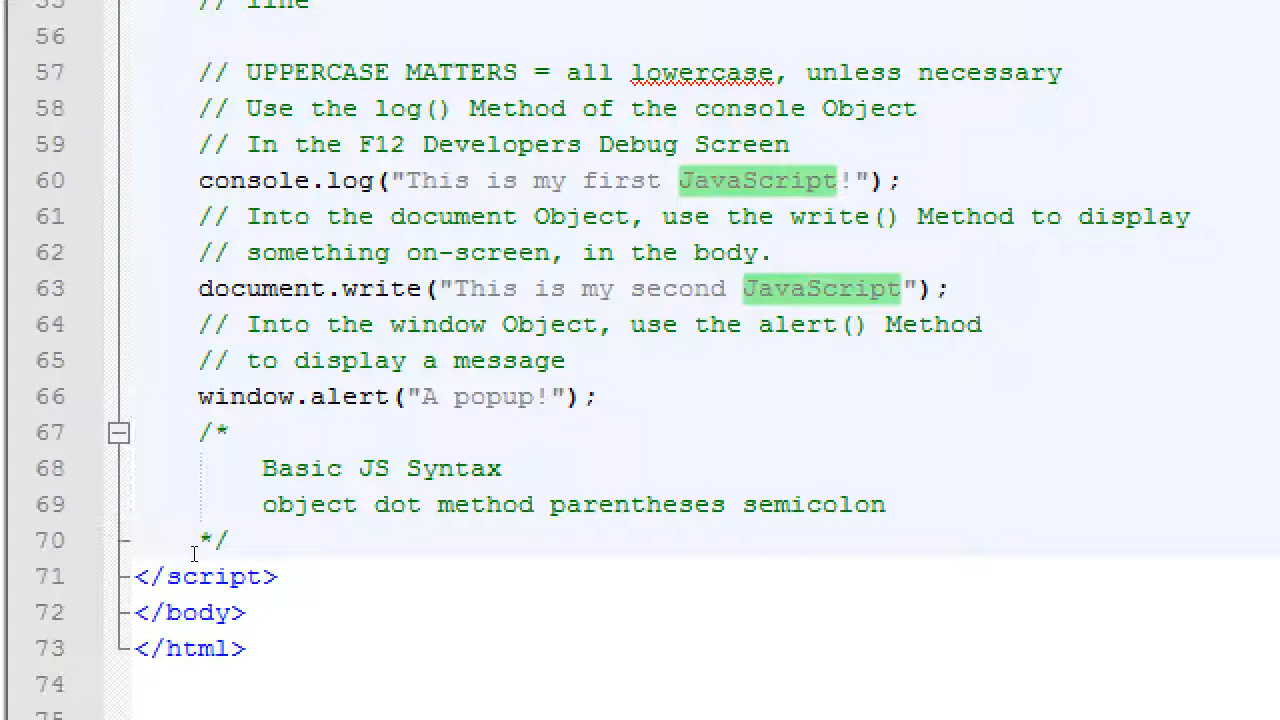 55 // line
56
57 // UPPERCASE MATTERS = all lowercase, unless necessary
58 // Use the log() Method of the console Object
59 // In the F12 Developers Debug Screen
60 console.log("This is my first JavaScript!");
61 // Into the document Object, use the write() Method to display
62 // something on-screen, in the body.
63 document.write("This is my second JavaScript");
64 // Into the window Object, use the alert() Method
65 // to display a message
66 window.alert("A popup!");
67 /*
68 Basic JS Syntax
69 object dot method parentheses semicolon
70 */
71 </script>
72 </body>
73 </html>
74
75